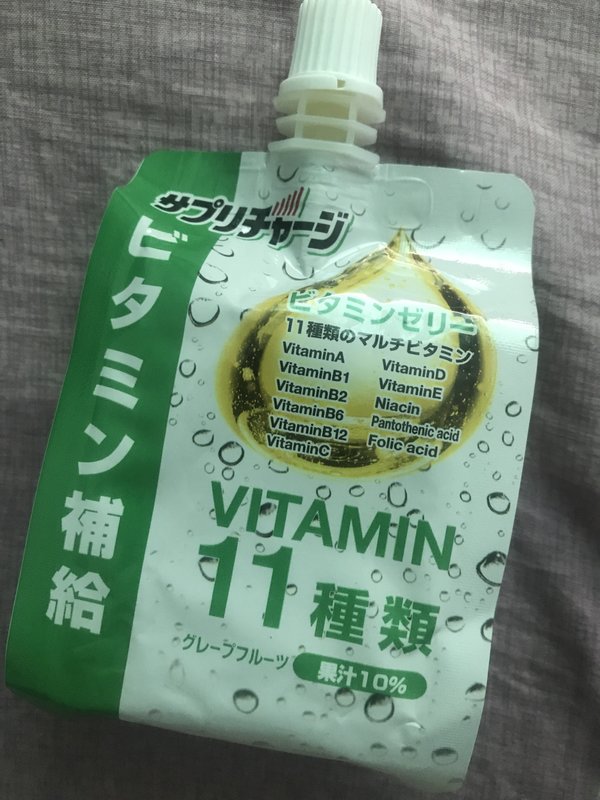 サプリチャージ
ビタミン補給
ビタミンゼリー
11種類のマルチビタミン
VitaminA
VitaminB1
VitaminB2
VitaminB6
VitaminB12
VitaminC
VitaminD
VitaminE
Niacin
Pantothenic acid
Folic acid
VITAMIN
11種類
グレープフルーツ
果汁10%